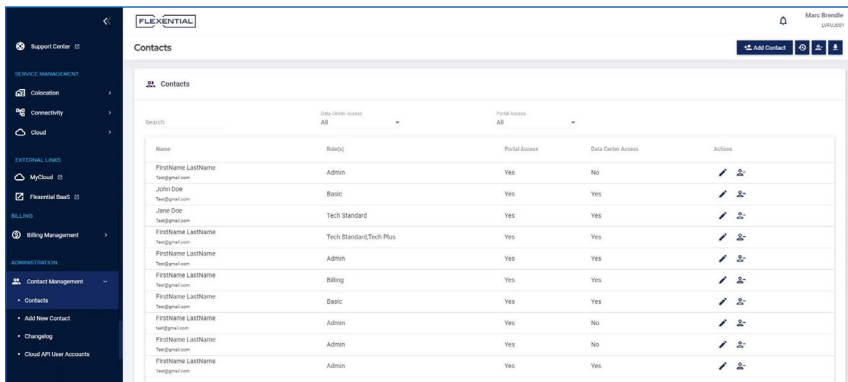 FLEXENTIAL
Marc Brendle
Support Center
Contacts
Add Contact
SERVICE MANAGEMENT
Colocation
Connectivity
Cloud
EXTERNAL LINKS
MyCloud
Flexential BaaS
BILLING
Billing Management
ADMINISTRATION
Contact Management
Contacts
Add New Contact
Changelog
Cloud API User Accounts
Contacts
Search
Data Center Access
All
Portal Access
All
Name Role(s) Portal Access Data Center Access Actions
FirstName LastName
Test@gmail.com
Admin Yes No
John Doe
Test@gmail.com
Basic Yes Yes
Jane Doe
Test@gmail.com
Tech Standard Yes Yes
FirstName LastName
Test@gmail.com
Tech Standard,Tech Plus Yes Yes
FirstName LastName
Test@gmail.com
Admin Yes Yes
FirstName LastName
Test@gmail.com
Billing Yes Yes
FirstName LastName
Test@gmail.com
Basic Yes Yes
FirstName LastName
test@gmail.com
Admin Yes No
FirstName LastName
Test@gmail.com
Admin Yes No
FirstName LastName
Test@gmail.com
Admin Yes Yes